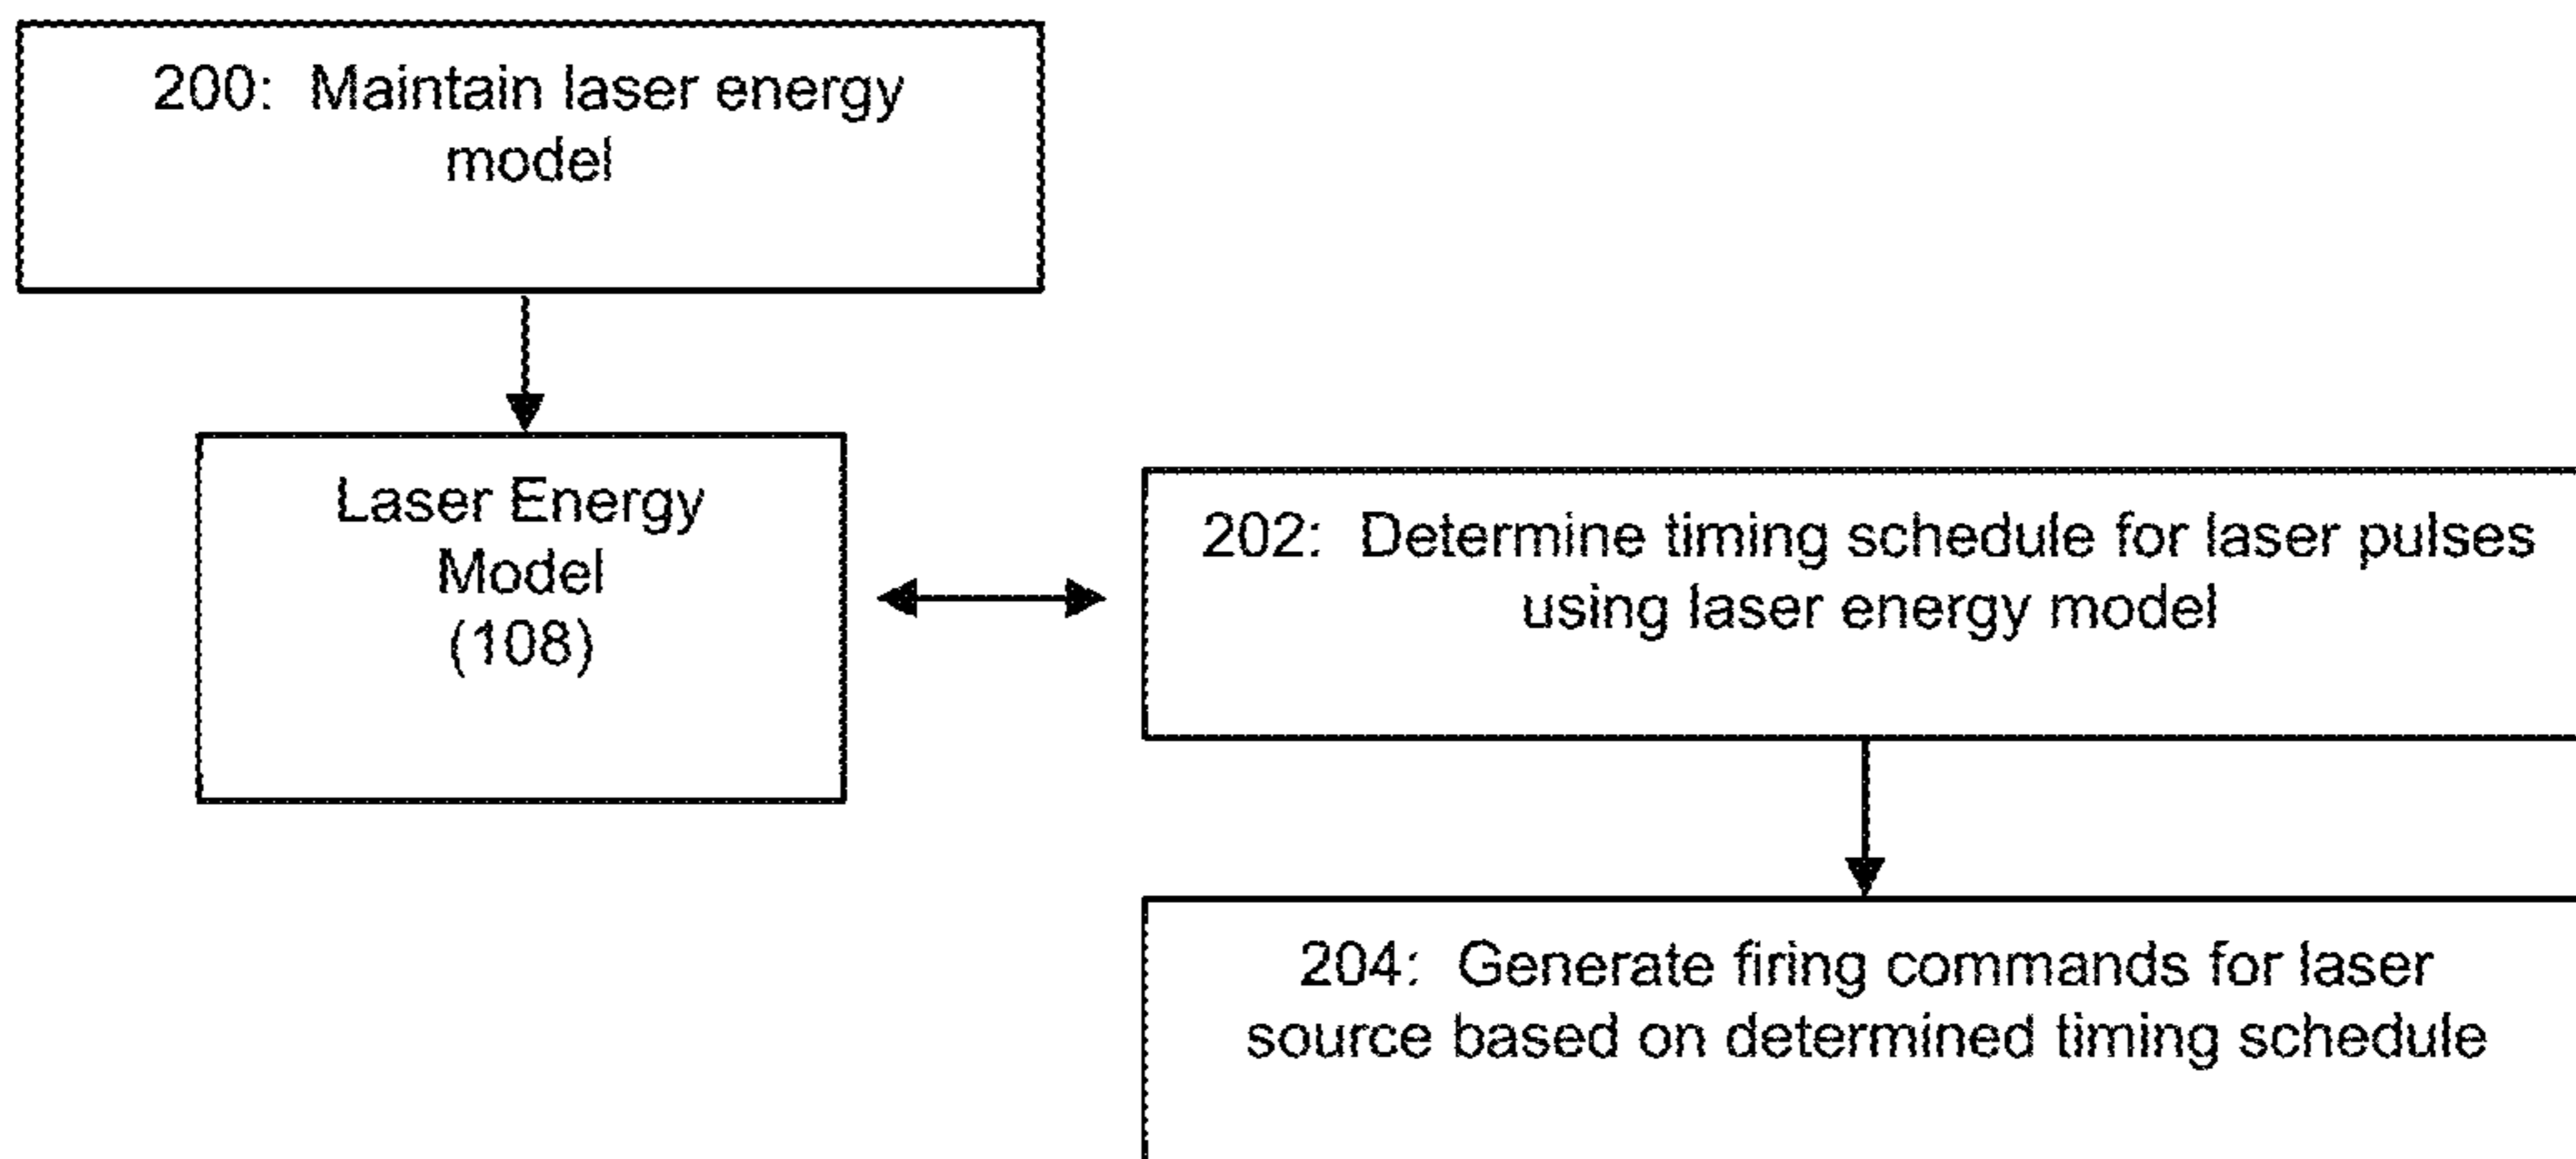 200: Maintain laser energy
model
Laser Energy
Model
(108)
202: Determine timing schedule for laser pulses
using laser energy model
204: Generate firing commands for laser
source based on determined timing schedule